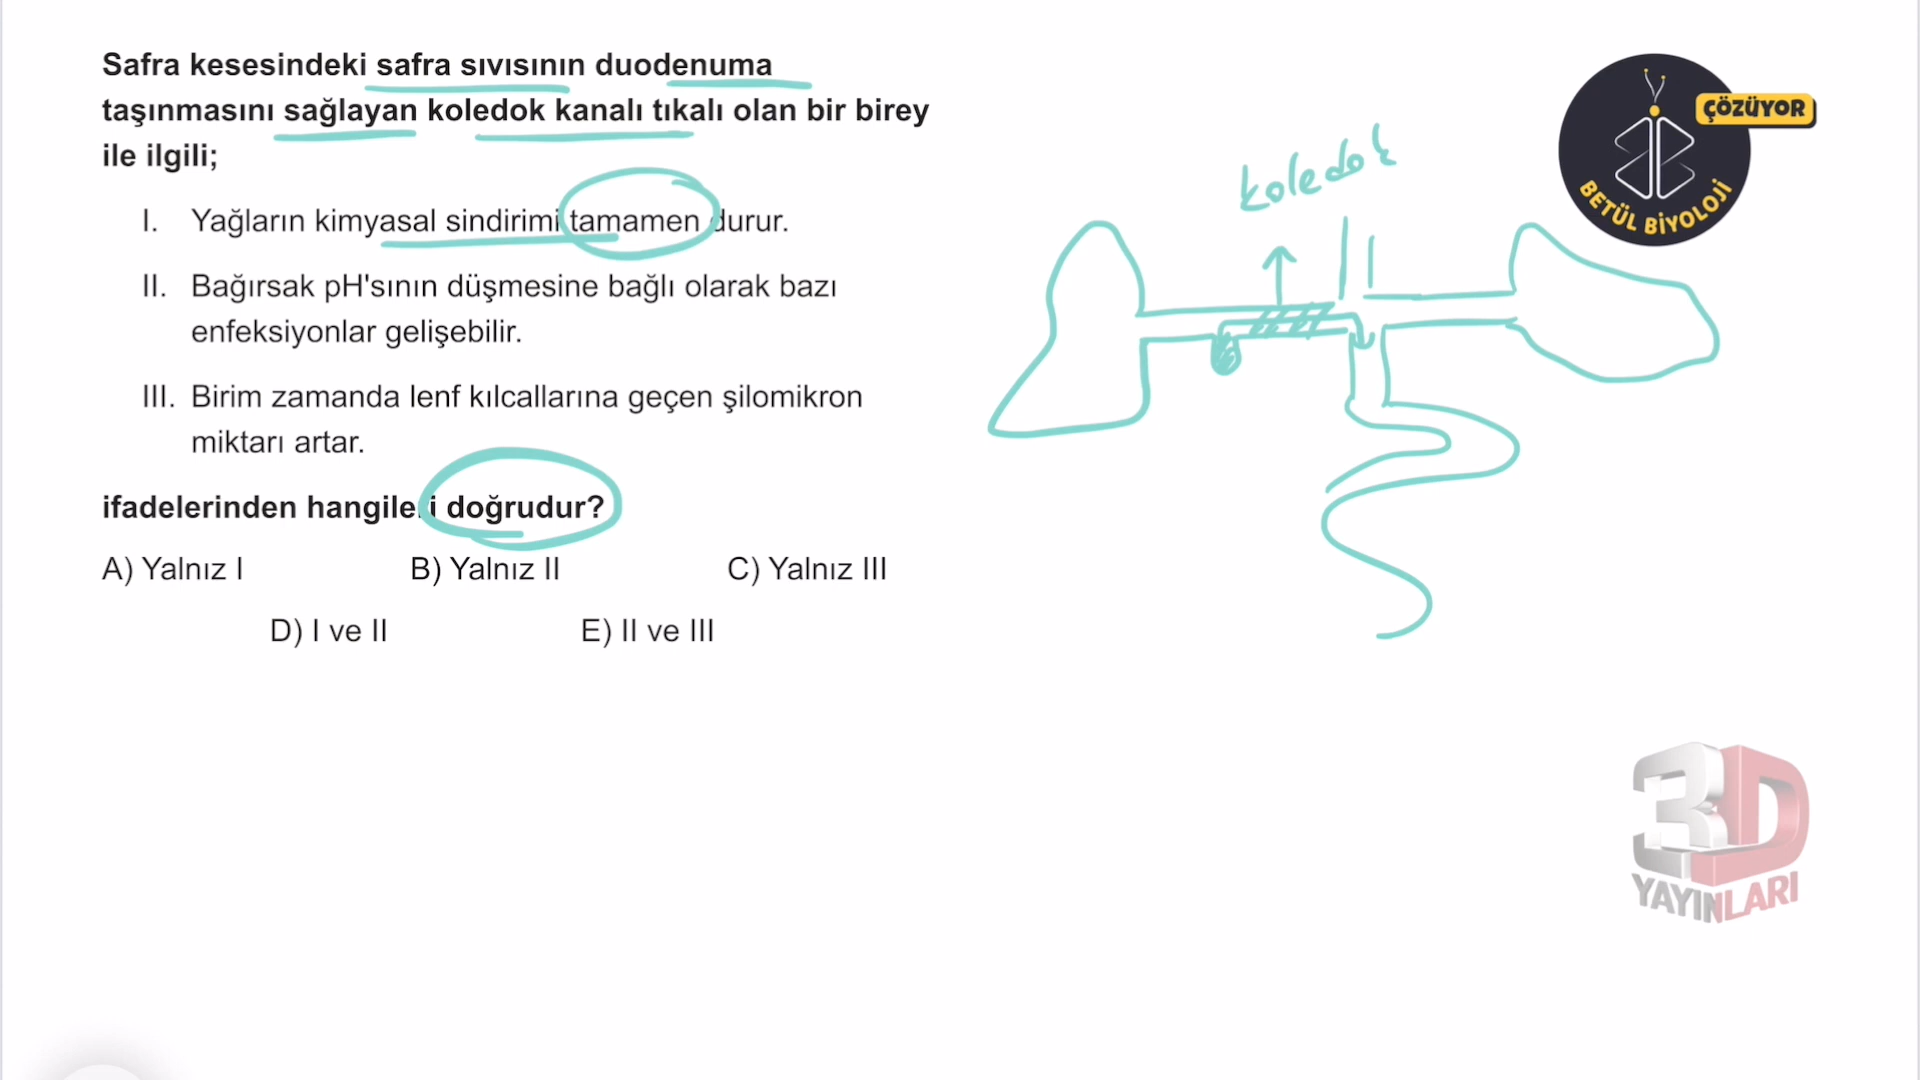 Safra kesesindeki safra sıvısının duodenuma
taşınmasını sağlayan koledok kanalı tıkalı olan bir birey
ile ilgili;
I. Yağların kimyasal sindirimi tamamen durur.
II. Bağırsak pH'sının düşmesine bağlı olarak bazı
enfeksiyonlar gelişebilir.
III. Birim zamanda lenf kılcallarına geçen şilomikron
miktarı artar.
ifadelerinden hangileri doğrudur?
A) Yalnız I B) Yalnız II C) Yalnız III
D) I ve II E) II ve III
koledok
ÇÖZÜYOR
BETÜL BİYOLOJİ
3D
YAYINLARI